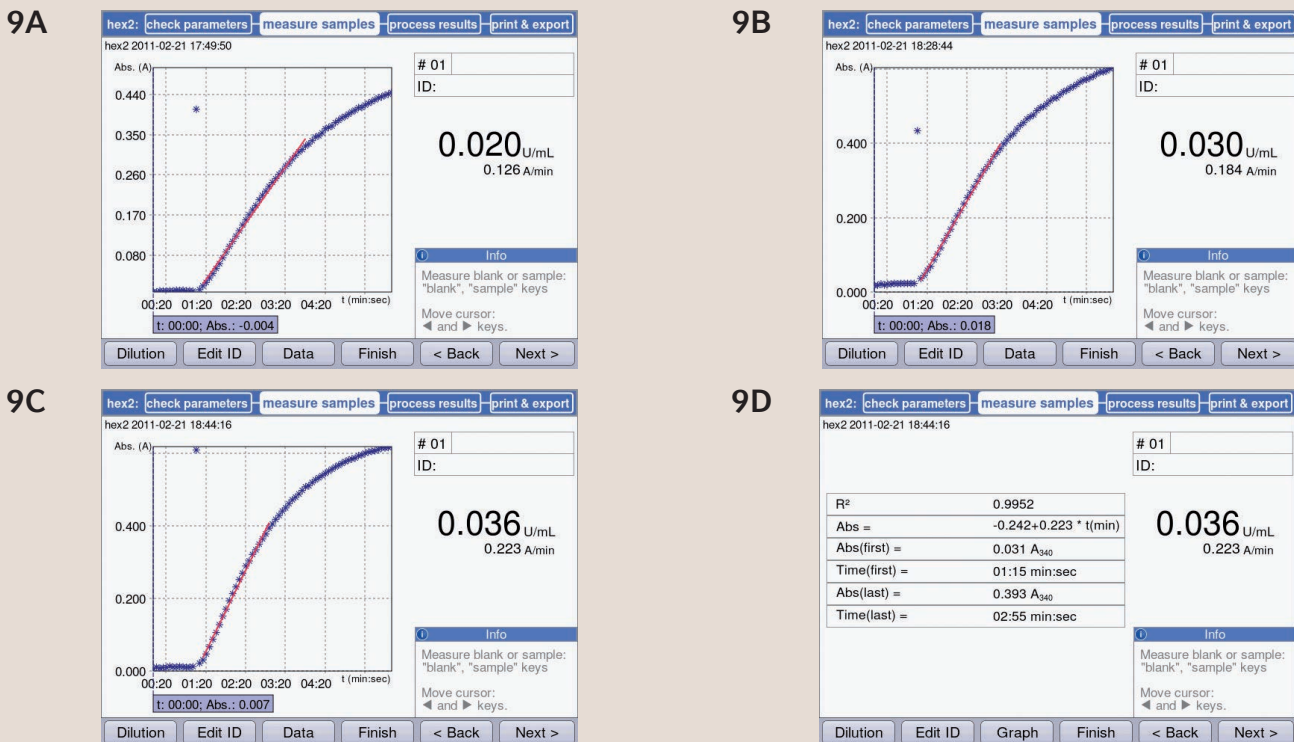 9A
hex2: check parameters measure samples process results print & export
hex2 2011-02-21 17:49:50
Abs. (A)
0.440
0.350
0.260
0.170
0.080
00:20 01:20 02:20 03:20 04:20 t (min:sec)
t: 00:00; Abs.: -0.004
# 01
ID:
0.020 U/mL
0.126 A/min
Info
Measure blank or sample:
"blank", "sample" keys
Move cursor:
◀ and ▶ keys.
Dilution Edit ID Data Finish < Back Next >
9B
hex2: check parameters measure samples process results print & export
hex2 2011-02-21 18:28:44
Abs. (A)
0.400
0.200
0.000
00:20 01:20 02:20 03:20 04:20 t (min:sec)
t: 00:00; Abs.: 0.018
# 01
ID:
0.030 U/mL
0.184 A/min
Info
Measure blank or sample:
"blank", "sample" keys
Move cursor:
◀ and ▶ keys.
Dilution Edit ID Data Finish < Back Next >
9C
hex2: check parameters measure samples process results print & export
hex2 2011-02-21 18:44:16
Abs. (A)
0.400
0.200
0.000
00:20 01:20 02:20 03:20 04:20 t (min:sec)
t: 00:00; Abs.: 0.007
# 01
ID:
0.036 U/mL
0.223 A/min
Info
Measure blank or sample:
"blank", "sample" keys
Move cursor:
◀ and ▶ keys.
Dilution Edit ID Data Finish < Back Next >
9D
hex2: check parameters measure samples process results print & export
hex2 2011-02-21 18:44:16
R² 0.9952
Abs = -0.242+0.223 * t(min)
Abs(first) = 0.031 A₃₄₀
Time(first) = 01:15 min:sec
Abs(last) = 0.393 A₃₄₀
Time(last) = 02:55 min:sec
# 01
ID:
0.036 U/mL
0.223 A/min
Info
Measure blank or sample:
"blank", "sample" keys
Move cursor:
◀ and ▶ keys.
Dilution Edit ID Graph Finish < Back Next >